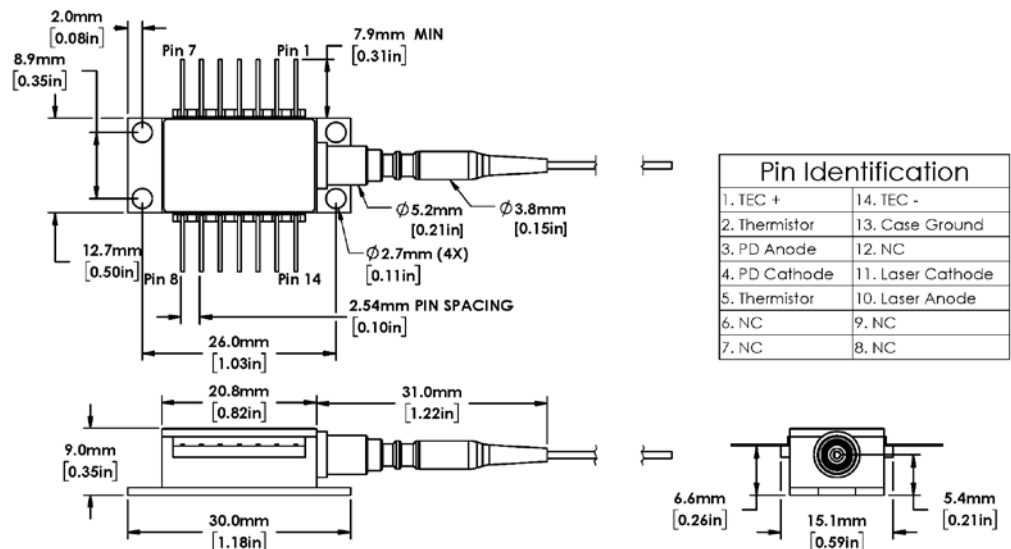 2.0mm
[0.08in]
8.9mm
[0.35in]
Pin 7
Pin 1
7.9mm MIN
[0.31in]
12.7mm
[0.50in]
Pin 8
Pin 14
Ø5.2mm
[0.21in]
Ø3.8mm
[0.15in]
Ø2.7mm (4X)
[0.11in]
2.54mm PIN SPACING
[0.10in]
26.0mm
[1.03in]
Pin Identification
1. TEC + 14. TEC -
2. Thermistor 13. Case Ground
3. PD Anode 12. NC
4. PD Cathode 11. Laser Cathode
5. Thermistor 10. Laser Anode
6. NC 9. NC
7. NC 8. NC
20.8mm
[0.82in]
31.0mm
[1.22in]
9.0mm
[0.35in]
30.0mm
[1.18in]
6.6mm
[0.26in]
15.1mm
[0.59in]
5.4mm
[0.21in]